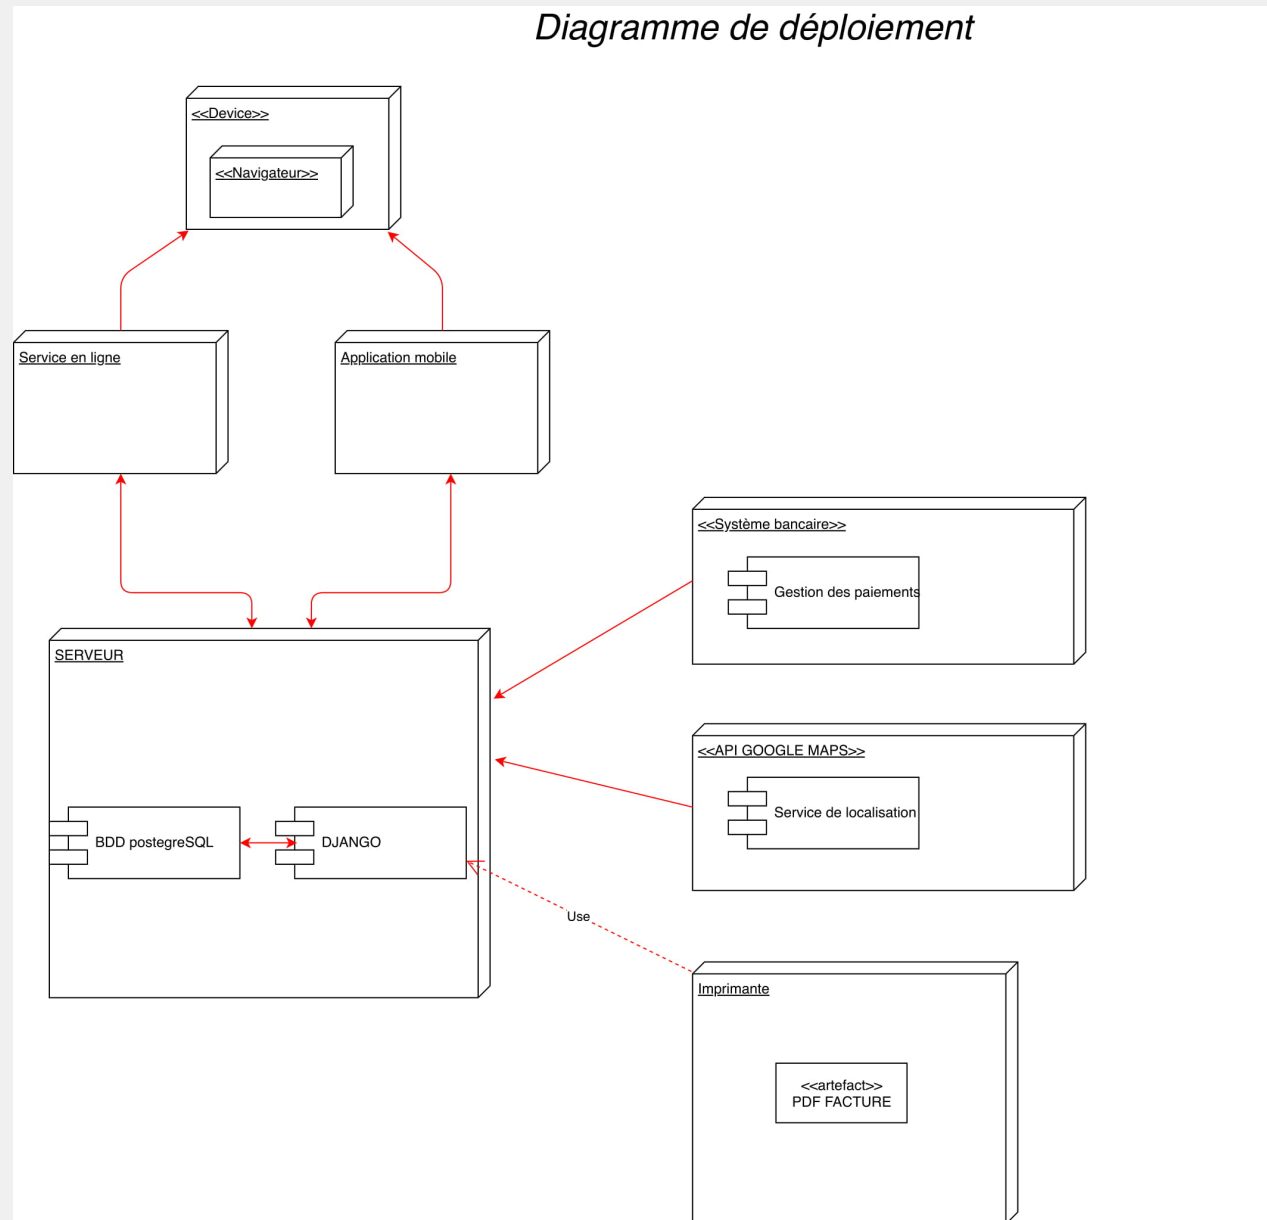 Diagramme de déploiement
<<Device>>
<<Navigateur>>
Service en ligne
Application mobile
<<Système bancaire>>
Gestion des paiements
SERVEUR
<<API GOOGLE MAPS>>
Service de localisation
BDD postegreSQL
DJANGO
Use
Imprimante
<<artefact>>
PDF FACTURE